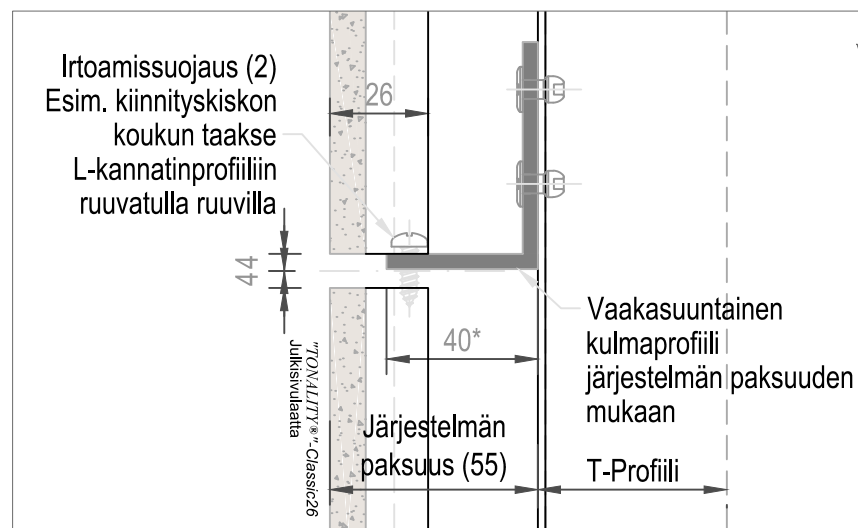 Irtoamissuojaus (2)
Esim. kiinnityskiskon
koukun taakse
L-kannatinprofiiliin
ruuvatulla ruuvilla
26
44
40*
Vaakasuuntainen
kulmaprofiili
järjestelmän paksuuden
mukaan
Järjestelmän
paksuus (55)
T-Profiili
"TONALITY®"-Classic26
Julkisivulaatta